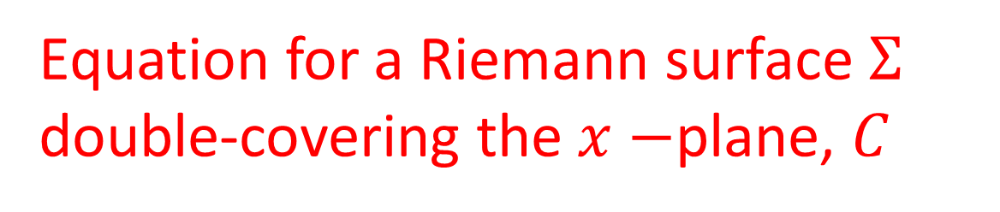 Equation for a Riemann surface Σ
double-covering the x −plane, C